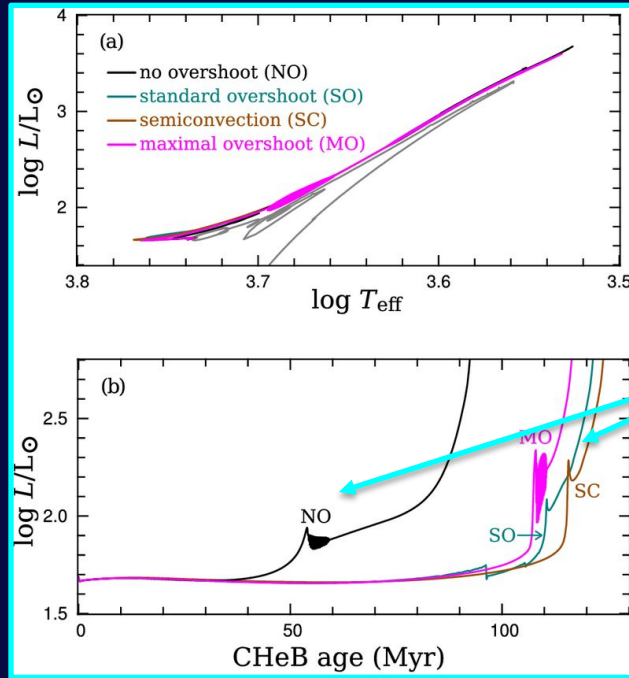 (a)
no overshoot (NO)
standard overshoot (SO)
semiconvection (SC)
maximal overshoot (MO)
log L/L⊙
4
3
2
3.8
3.7
3.6
3.5
log T_eff
(b)
log L/L⊙
2.5
2.0
1.5
NO
MO
SO
SC
0
50
100
CHeB age (Myr)